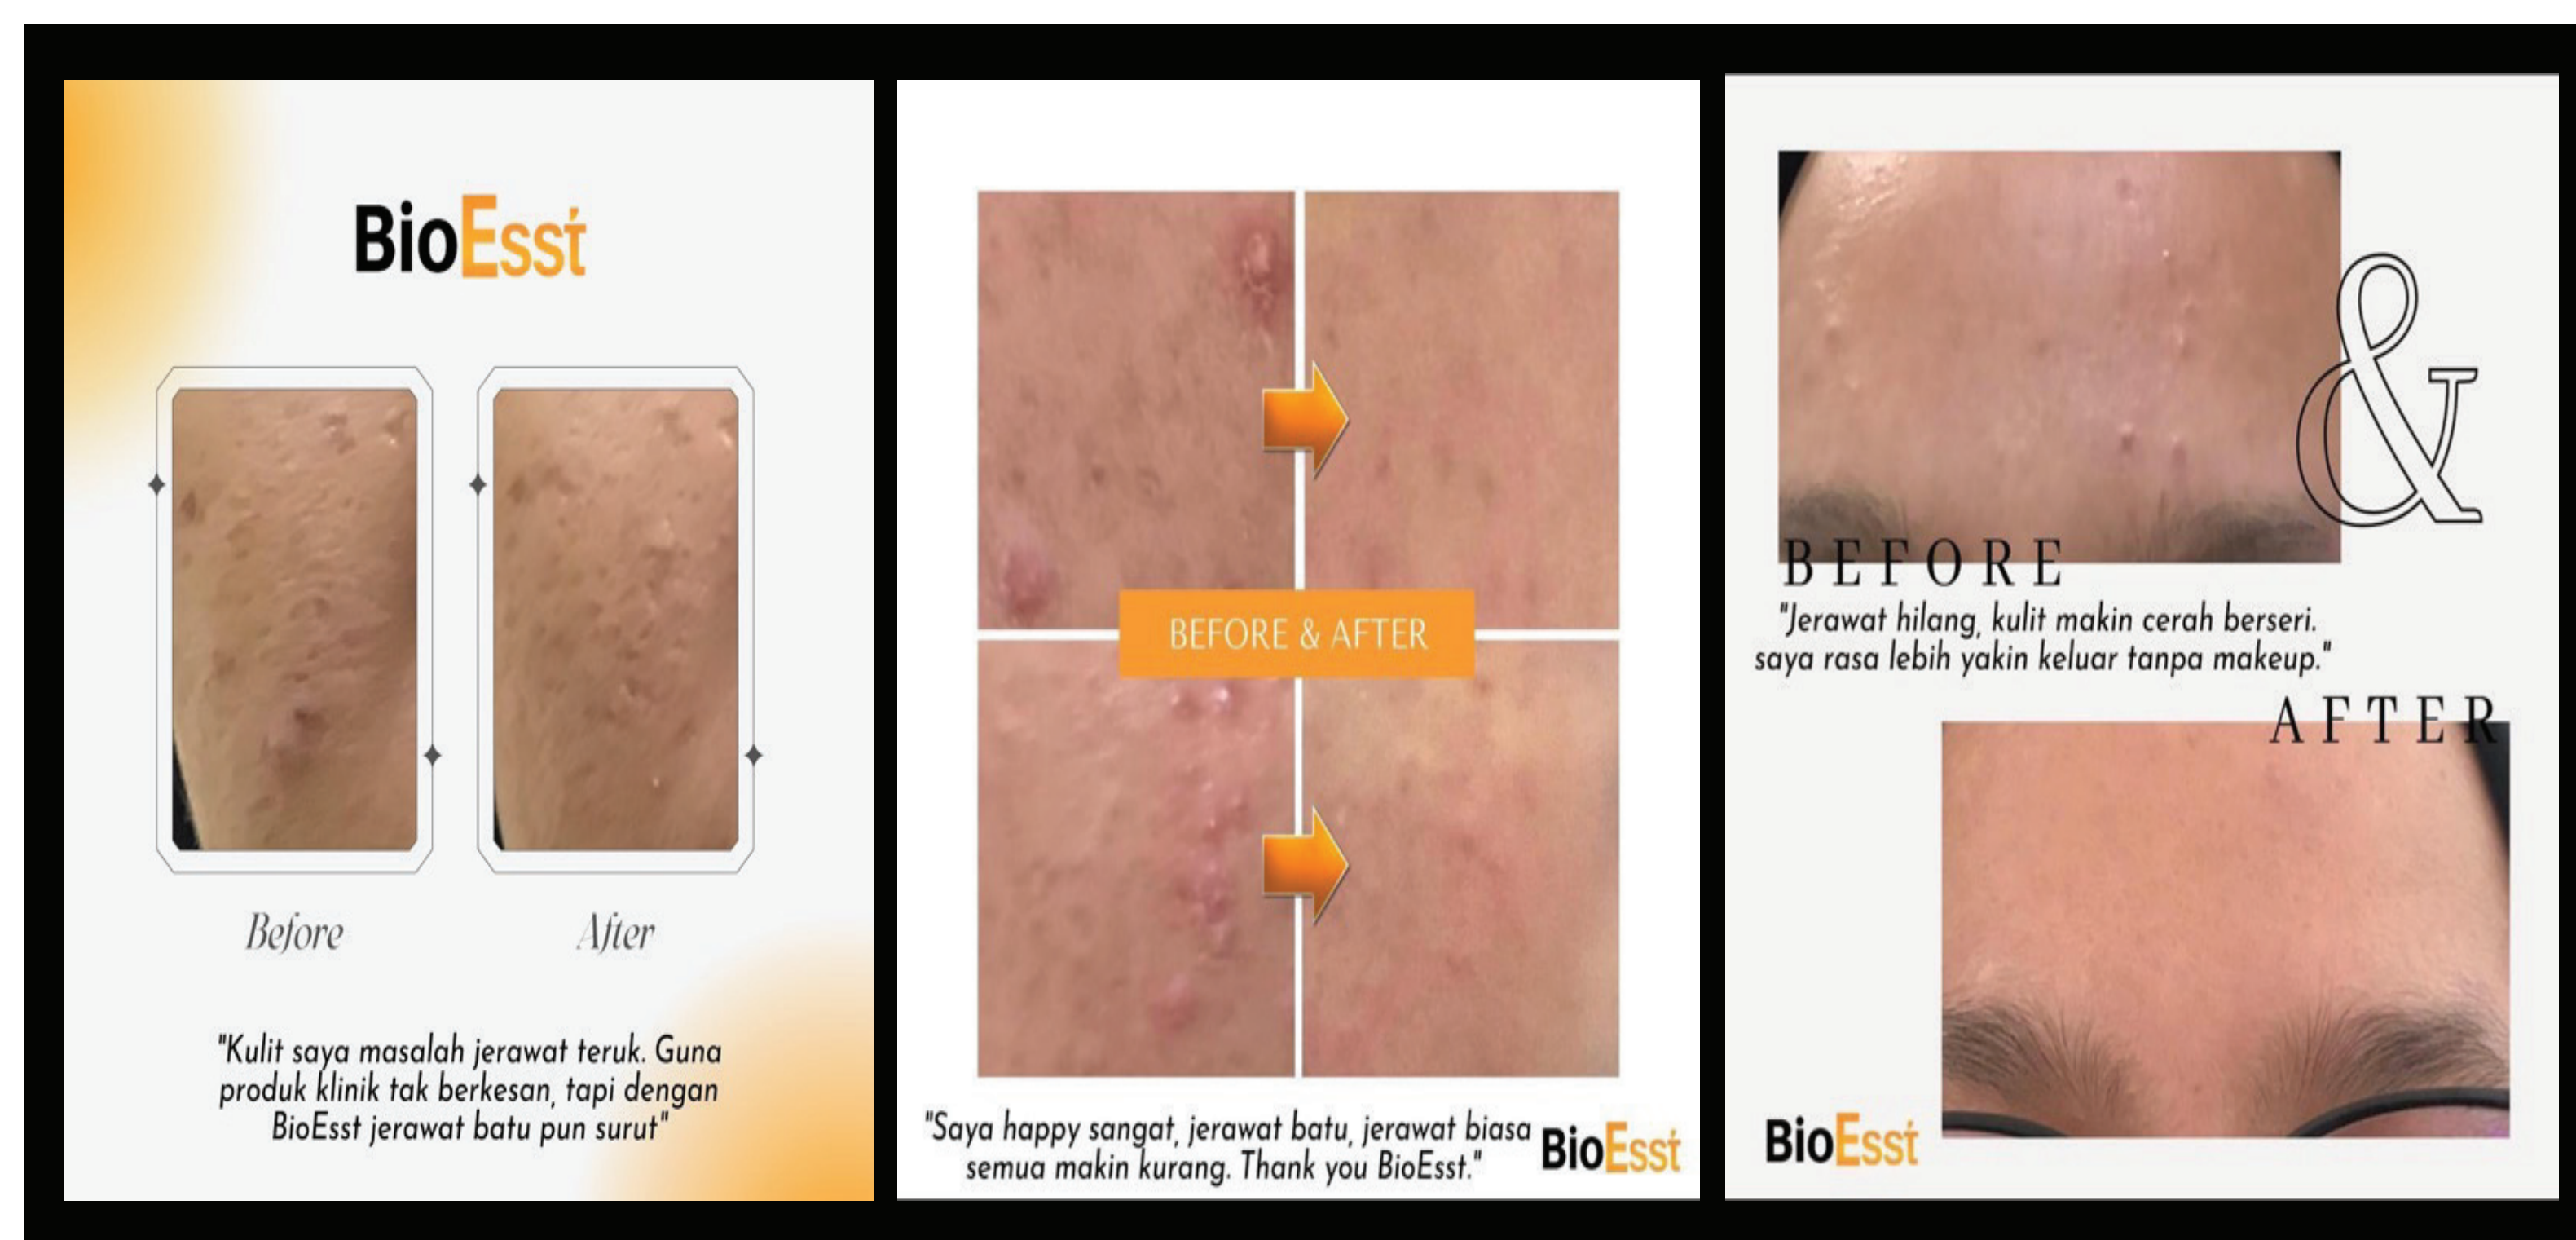 BioEsst
Before
After
"Kulit saya masalah jerawat teruk. Guna
produk klinik tak berkesan, tapi dengan
BioEsst jerawat batu pun surut"
BEFORE & AFTER
"Saya happy sangat, jerawat batu, jerawat biasa
semua makin kurang. Thank you BioEsst."
BioEsst
&
BEFORE
"Jerawat hilang, kulit makin cerah berseri.
saya rasa lebih yakin keluar tanpa makeup."
AFTER
BioEsst